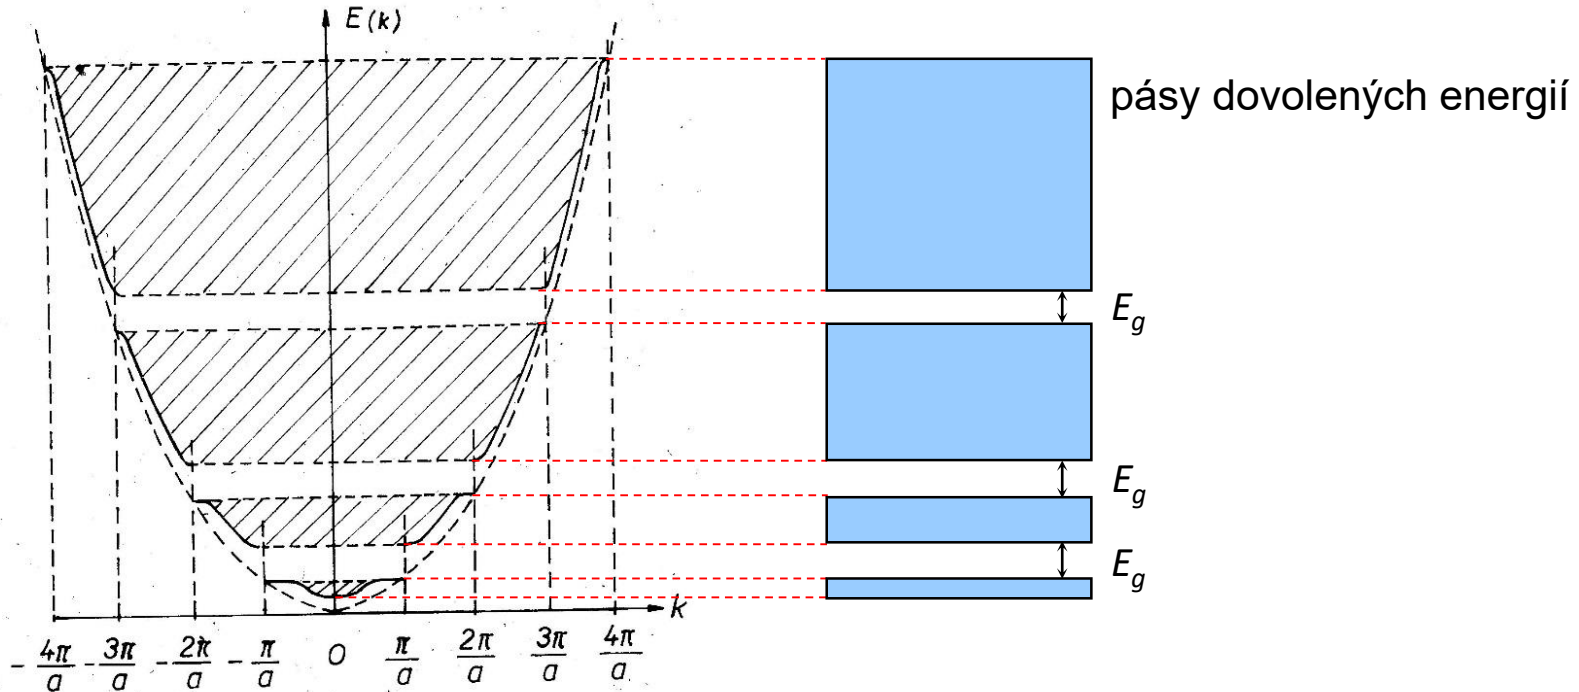 E(k)
pásy dovolených energií
E_g
E_g
E_g
k
-4π/a -3π/a -2π/a -π/a 0 π/a 2π/a 3π/a 4π/a